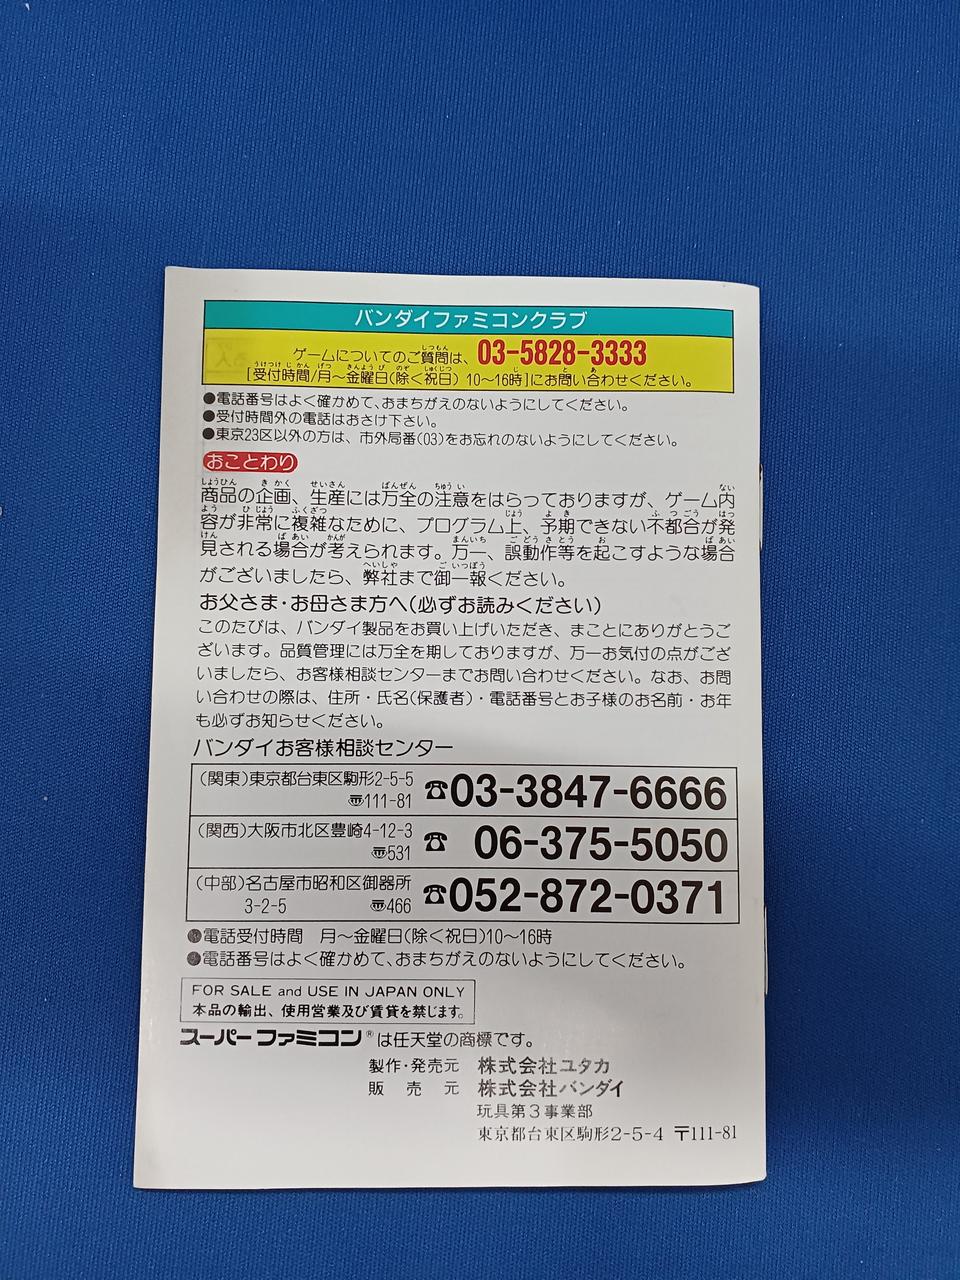 バンダイファミコンクラブ
ゲームについてのご質問は、03-5828-3333
[受付時間/月～金曜日(除く祝日) 10～16時]にお問い合わせください。
●電話番号はよく確かめて、おまちがえのないようにしてください。
●受付時間外の電話はおさけ下さい。
●東京23区以外の方は、市外局番(03)をお忘れのないようにしてください。
おことわり
商品の企画、生産には万全の注意をはらっておりますが、ゲーム内
容が非常に複雑なために、プログラム上、予期できない不都合が発
見される場合が考えられます。万一、誤動作等を起こすような場合
がございましたら、弊社まで御一報ください。
お父さま・お母さま方へ(必ずお読みください)
このたびは、バンダイ製品をお買い上げいただき、まことにありがとうご
ざいます。品質管理には万全を期しておりますが、万一お気付の点がござ
いましたら、お客様相談センターまでお問い合わせください。なお、お問
い合わせの際は、住所・氏名(保護者)・電話番号とお子様のお名前・お年
も必ずお知らせください。
バンダイお客様相談センター
(関東)東京都台東区駒形2-5-5
〠111-81 ☎03-3847-6666
(関西)大阪市北区豊崎4-12-3
〠531 ☎06-375-5050
(中部)名古屋市昭和区御器所
3-2-5 〠466 ☎052-872-0371
●電話受付時間 月～金曜日(除く祝日)10～16時
●電話番号はよく確かめて、おまちがえのないようにしてください。
FOR SALE and USE IN JAPAN ONLY
本品の輸出、使用営業及び賃貸を禁じます。
スーパーファミコン®は任天堂の商標です。
製作・発売元 株式会社ユタカ
販売元 株式会社バンダイ
玩具第3事業部
東京都台東区駒形2-5-4 〒111-81